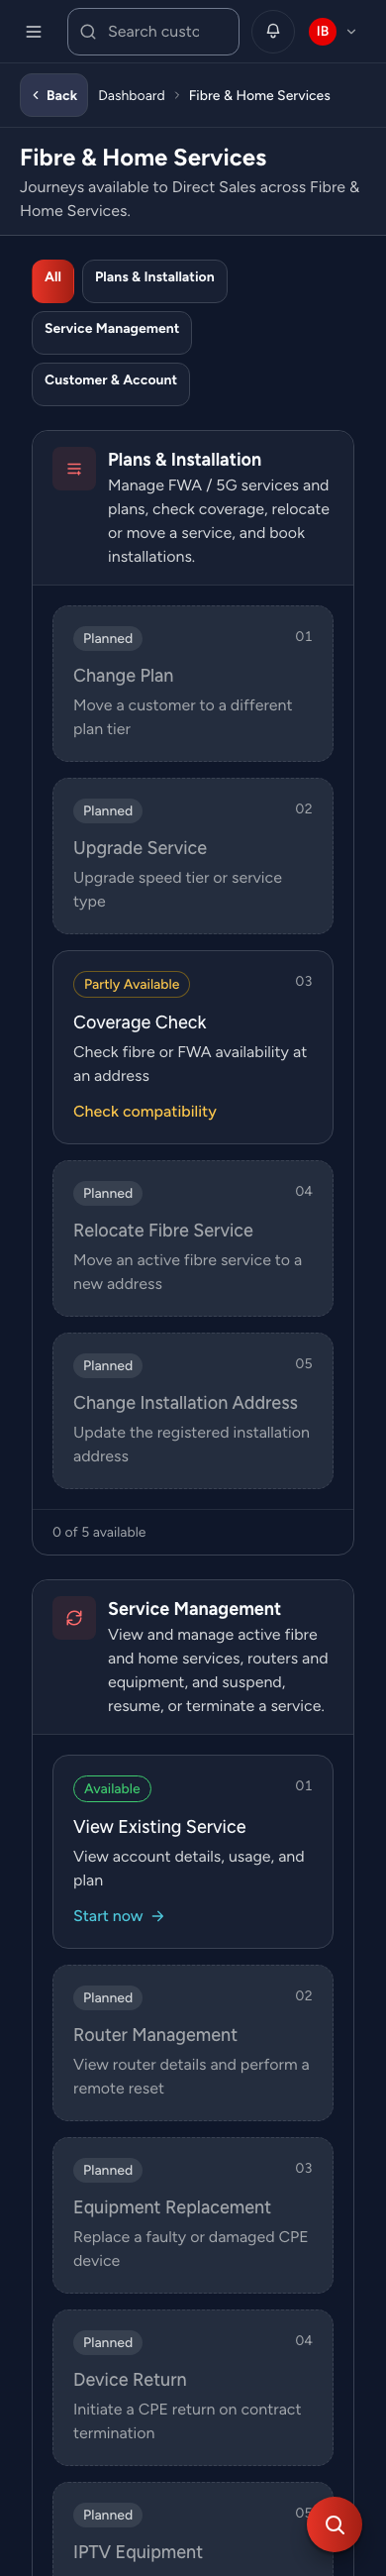 Search custo
IB
Back
Dashboard > Fibre & Home Services
Fibre & Home Services
Journeys available to Direct Sales across Fibre &
Home Services.
All
Plans & Installation
Service Management
Customer & Account
Plans & Installation
Manage FWA / 5G services and
plans, check coverage, relocate
or move a service, and book
installations.
Planned
01
Change Plan
Move a customer to a different
plan tier
Planned
02
Upgrade Service
Upgrade speed tier or service
type
Partly Available
03
Coverage Check
Check fibre or FWA availability at
an address
Check compatibility
Planned
04
Relocate Fibre Service
Move an active fibre service to a
new address
Planned
05
Change Installation Address
Update the registered installation
address
0 of 5 available
Service Management
View and manage active fibre
and home services, routers and
equipment, and suspend,
resume, or terminate a service.
Available
01
View Existing Service
View account details, usage, and
plan
Start now →
Planned
02
Router Management
View router details and perform a
remote reset
Planned
03
Equipment Replacement
Replace a faulty or damaged CPE
device
Planned
04
Device Return
Initiate a CPE return on contract
termination
Planned
05
IPTV Equipment